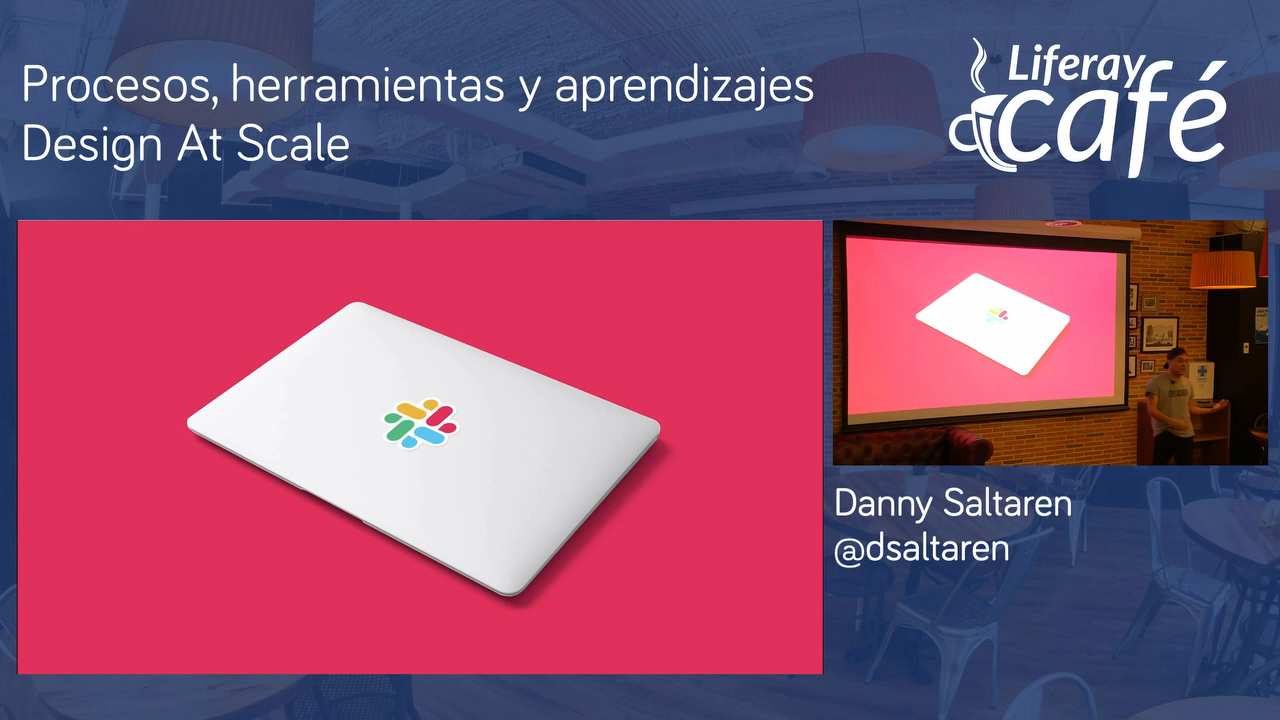 Procesos, herramientas y aprendizajes
Design At Scale
Liferay
café
Danny Saltaren
@dsaltaren